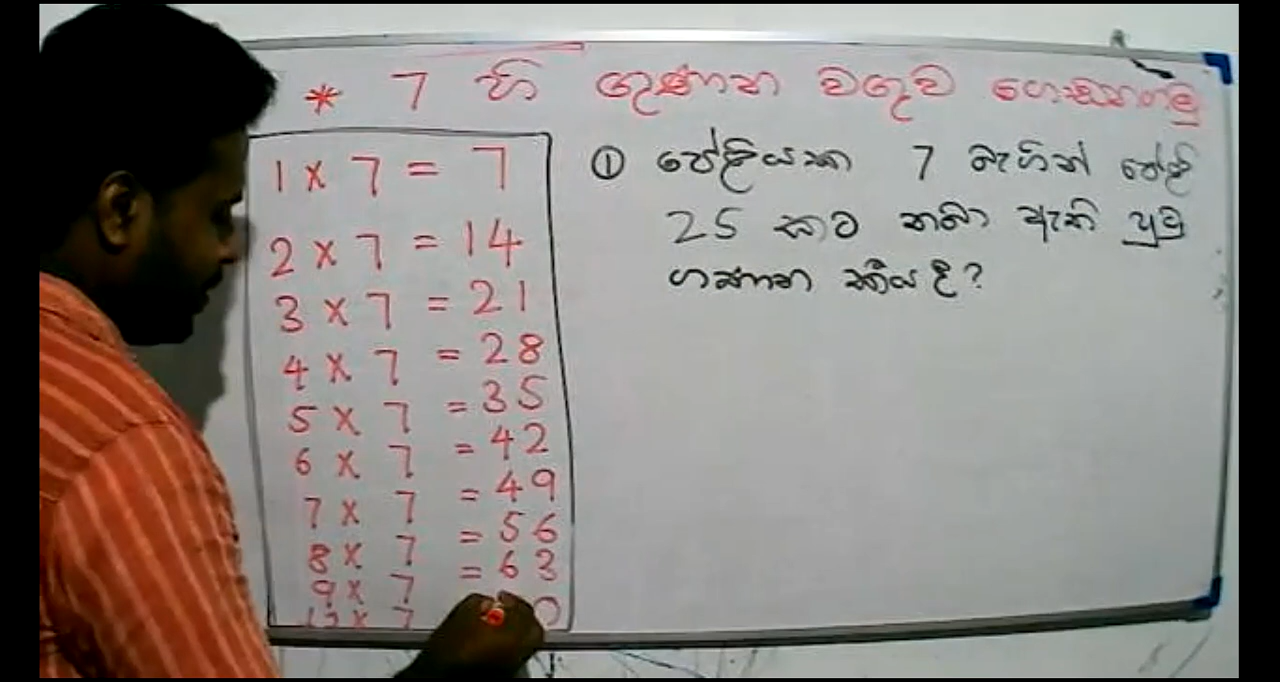 * 7 හි ගුණන වගුව ගොඩනගමු
1 x 7 = 7
2 x 7 = 14
3 x 7 = 21
4 x 7 = 28
5 x 7 = 35
6 x 7 = 42
7 x 7 = 49
8 x 7 = 56
9 x 7 = 63
x 7 0
① පේළියක 7 බැගින් පේළි
25 කට තබා ඇති පුටු
ගණන කීය ද?